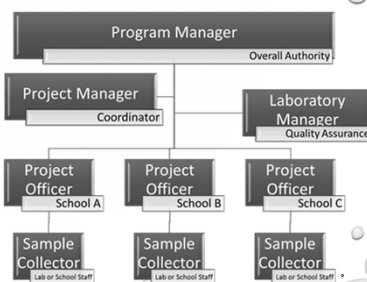 Program Manager
Overall Authority
Project Manager
Coordinator
Laboratory
Manager
Quality Assurance
Project
Officer
School A
Project
Officer
School B
Project
Officer
School C
Sample
Collector
Lab or School Staff
Sample
Collector
Lab or School Staff
Sample
Collector
Lab or School Staff
?